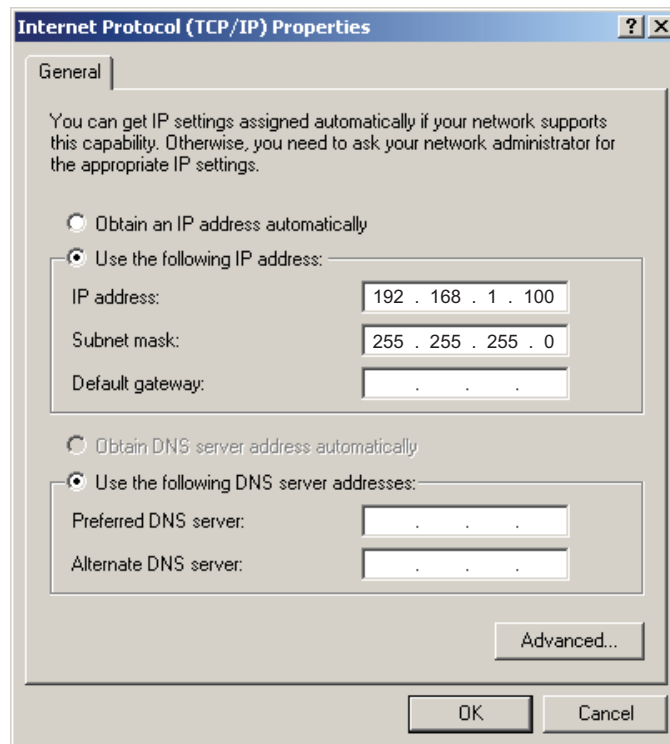 Internet Protocol (TCP/IP) Properties
General
You can get IP settings assigned automatically if your network supports
this capability. Otherwise, you need to ask your network administrator for
the appropriate IP settings.
Obtain an IP address automatically
Use the following IP address:
IP address: 192 . 168 . 1 . 100
Subnet mask: 255 . 255 . 255 . 0
Default gateway: . . .
Obtain DNS server address automatically
Use the following DNS server addresses:
Preferred DNS server: . . .
Alternate DNS server: . . .
Advanced...
OK Cancel